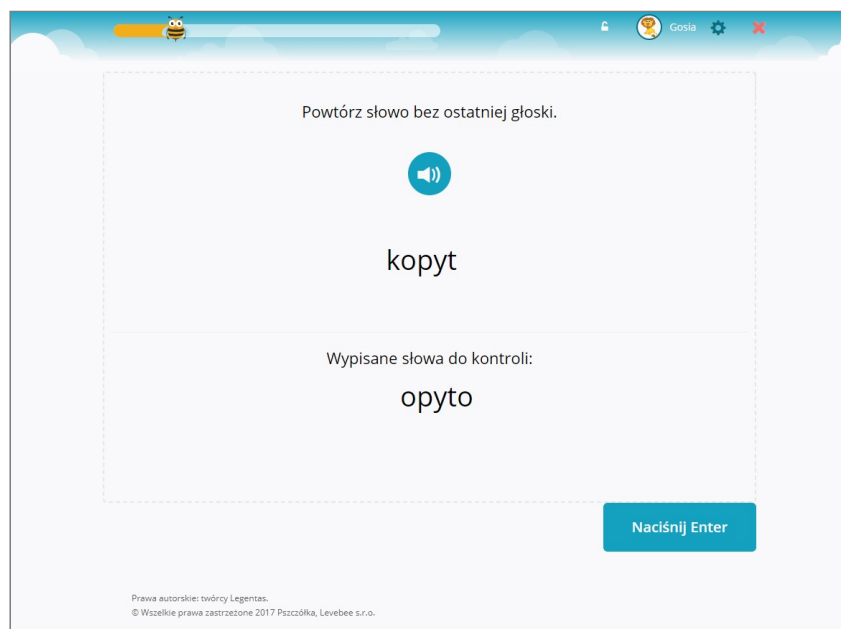 Gosia
Powtórz słowo bez ostatniej głoski.
kopyt
Wypisane słowa do kontroli:
opyto
Naciśnij Enter
Prawa autorskie: twórcy Legentas.
© Wszelkie prawa zastrzeżone 2017 Pszczółka, Levebee s.r.o.